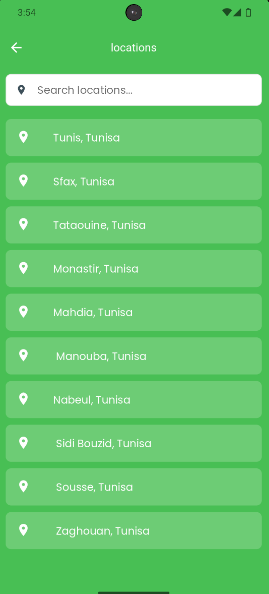 3:54
locations
Search locations...
Tunis, Tunisa
Sfax, Tunisa
Tataouine, Tunisa
Monastir, Tunisa
Mahdia, Tunisa
Manouba, Tunisa
Nabeul, Tunisa
Sidi Bouzid, Tunisa
Sousse, Tunisa
Zaghouan, Tunisa